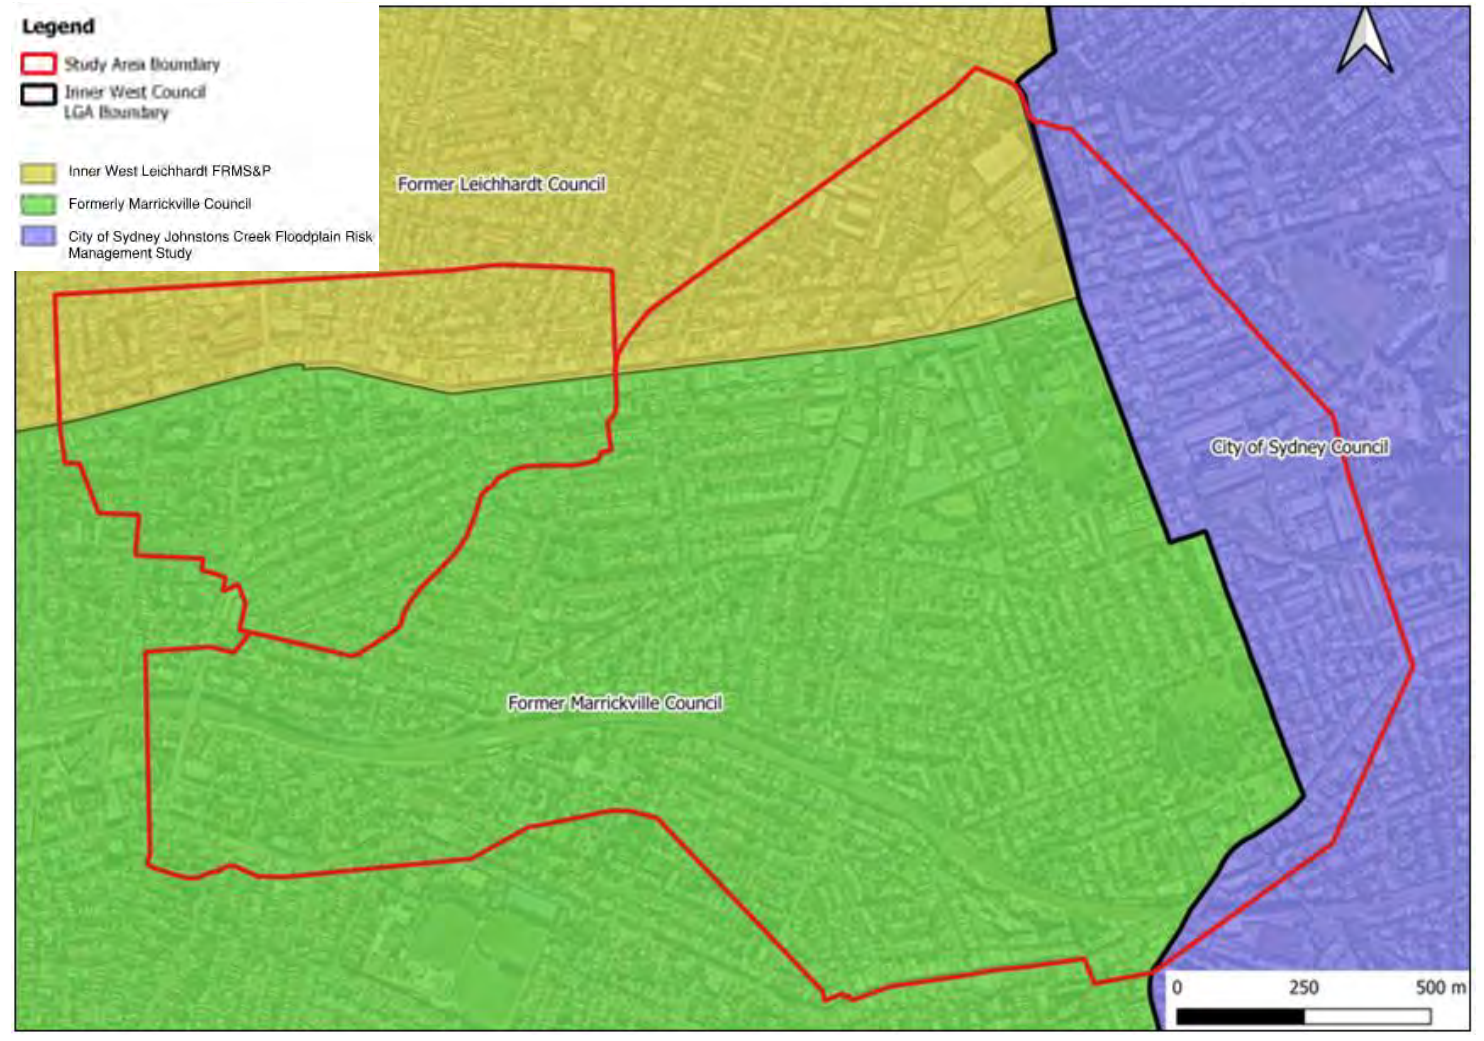 Legend
Study Area Boundary
Inner West Council
LGA Boundary
Inner West Leichhardt FRMS&P
Formerly Marrickville Council
City of Sydney Johnstons Creek Floodplain Risk
Management Study
Former Leichhardt Council
City of Sydney Council
Former Marrickville Council
0 250 500 m